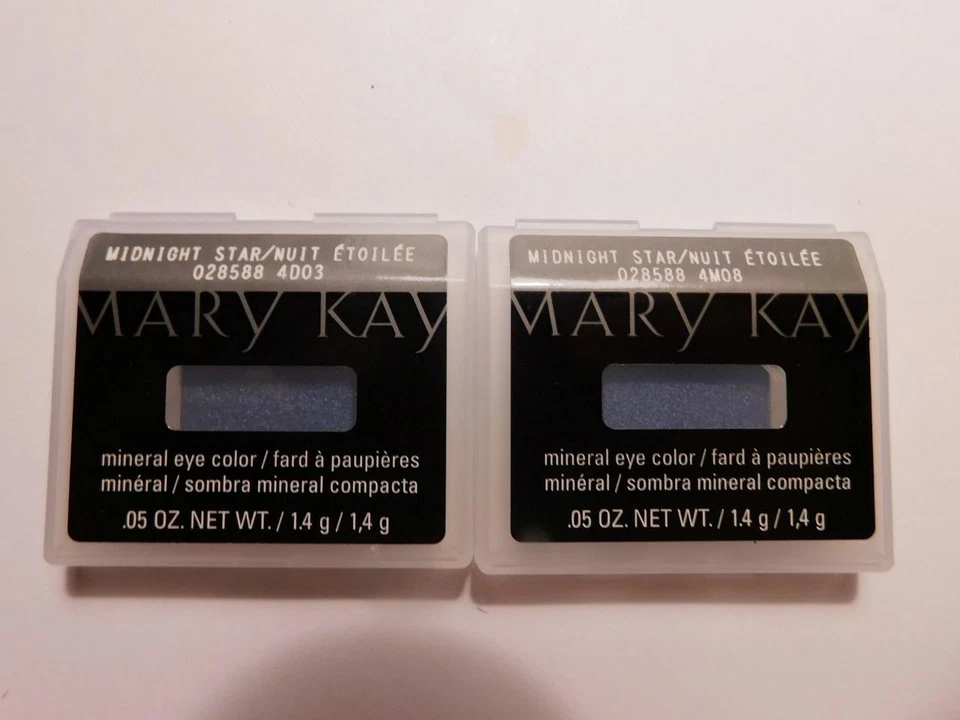 MIDNIGHT STAR/NUIT ÉTOILÉE
028588 4D03
MARY KAY
mineral eye color / fard à paupières
minéral / sombra mineral compacta
.05 OZ. NET WT. / 1.4 g / 1,4 g
MIDNIGHT STAR/NUIT ÉTOILÉE
028588 4M08
MARY KAY
mineral eye color / fard à paupières
minéral / sombra mineral compacta
.05 OZ. NET WT. / 1.4 g / 1,4 g